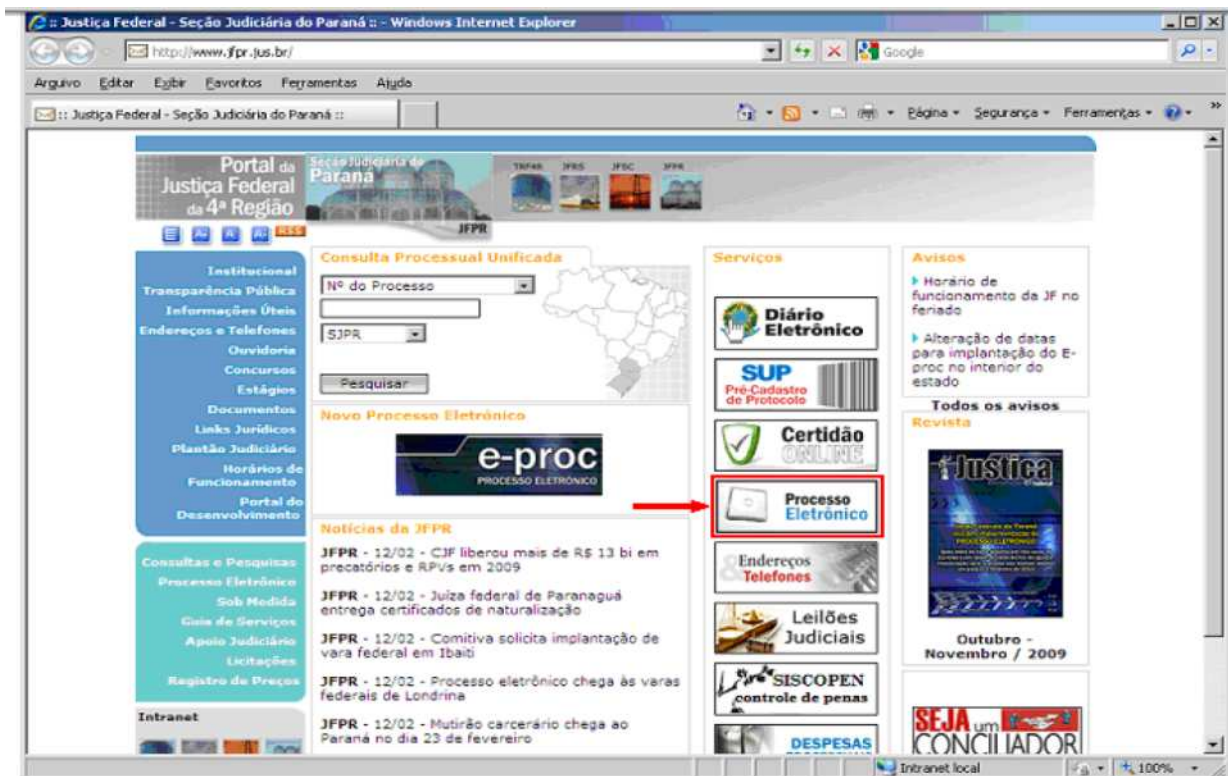 :: Justiça Federal - Seção Judiciária do Paraná :: - Windows Internet Explorer
http://www.jfpr.jus.br/
Google
Arquivo Editar Exibir Favoritos Ferramentas Ajuda
:: Justiça Federal - Seção Judiciária do Paraná ::
Página Segurança Ferramentas
Portal da
Justiça Federal
da 4ª Região
Seção Judiciária do
Paraná
JFPR
TRF4R JFRS JFSC JFPR
RSS
Institucional
Transparência Pública
Informações Úteis
Endereços e Telefones
Ouvidoria
Concursos
Estágios
Documentos
Links Jurídicos
Plantão Judiciário
Horários de
Funcionamento
Portal do
Desenvolvimento
Consultas e Pesquisas
Processo Eletrônico
Sob Medida
Guia de Serviços
Apoio Judiciário
Licitações
Registro de Preços
Intranet
Consulta Processual Unificada
Nº do Processo
SJPR
Pesquisar
Novo Processo Eletrônico
e-proc
PROCESSO ELETRÔNICO
Notícias da JFPR
JFPR - 12/02 - CJF liberou mais de R$ 13 bi em
precatórios e RPVs em 2009
JFPR - 12/02 - Juíza federal de Paranaguá
entrega certificados de naturalização
JFPR - 12/02 - Comitiva solicita implantação de
vara federal em Ibaiti
JFPR - 12/02 - Processo eletrônico chega às varas
federais de Londrina
JFPR - 12/02 - Mutirão carcerário chega ao
Paraná no dia 23 de fevereiro
Serviços
Diário
Eletrônico
SUP
Pré-Cadastro
de Protocolo
Certidão
ONLINE
Processo
Eletrônico
Endereços
Telefones
Leilões
Judiciais
SISCOPEN
controle de penas
DESPESAS
Avisos
Horário de
funcionamento da JF no
feriado
Alteração de datas
para implantação do E-
proc no interior do
estado
Todos os avisos
Revista
Justiça
Outubro -
Novembro / 2009
SEJA um
CONCILIADOR
Intranet local
100%